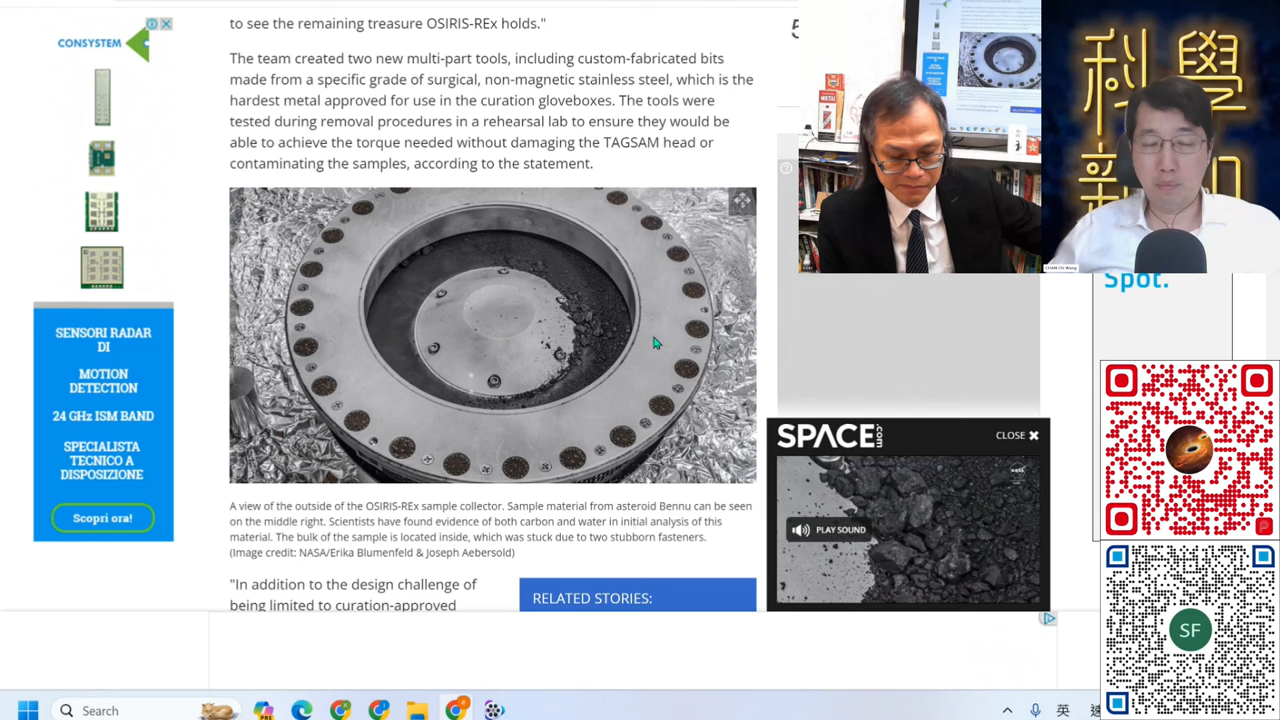 to see remaining treasure OSIRIS-REx holds."
The team created two new multi-part tools, including custom-fabricated bits
made from a specific grade of surgical, non-magnetic stainless steel, which is the
hardest metal approved for use in the curation gloveboxes. The tools were
tested using removal procedures in a rehearsal lab to ensure they would be
able to achieve the torque needed without damaging the TAGSAM head or
contaminating the samples, according to the statement.
A view of the outside of the OSIRIS-REx sample collector. Sample material from asteroid Bennu can be seen
on the middle right. Scientists have found evidence of both carbon and water in initial analysis of this
material. The bulk of the sample is located inside, which was stuck due to two stubborn fasteners.
(Image credit: NASA/Erika Blumenfeld & Joseph Aebersold)
"In addition to the design challenge of
being limited to curation-approved
RELATED STORIES:
CONSYSTEM
SENSORI RADAR
DI
MOTION
DETECTION
24 GHz ISM BAND
SPECIALISTA
TECNICO A
DISPOSIZIONE
Scopri ora!
5
科學
新知
CHAN Chi Wang
Spot.
SPACE.com
CLOSE
NASA
PLAY SOUND
SF
Search
英
速